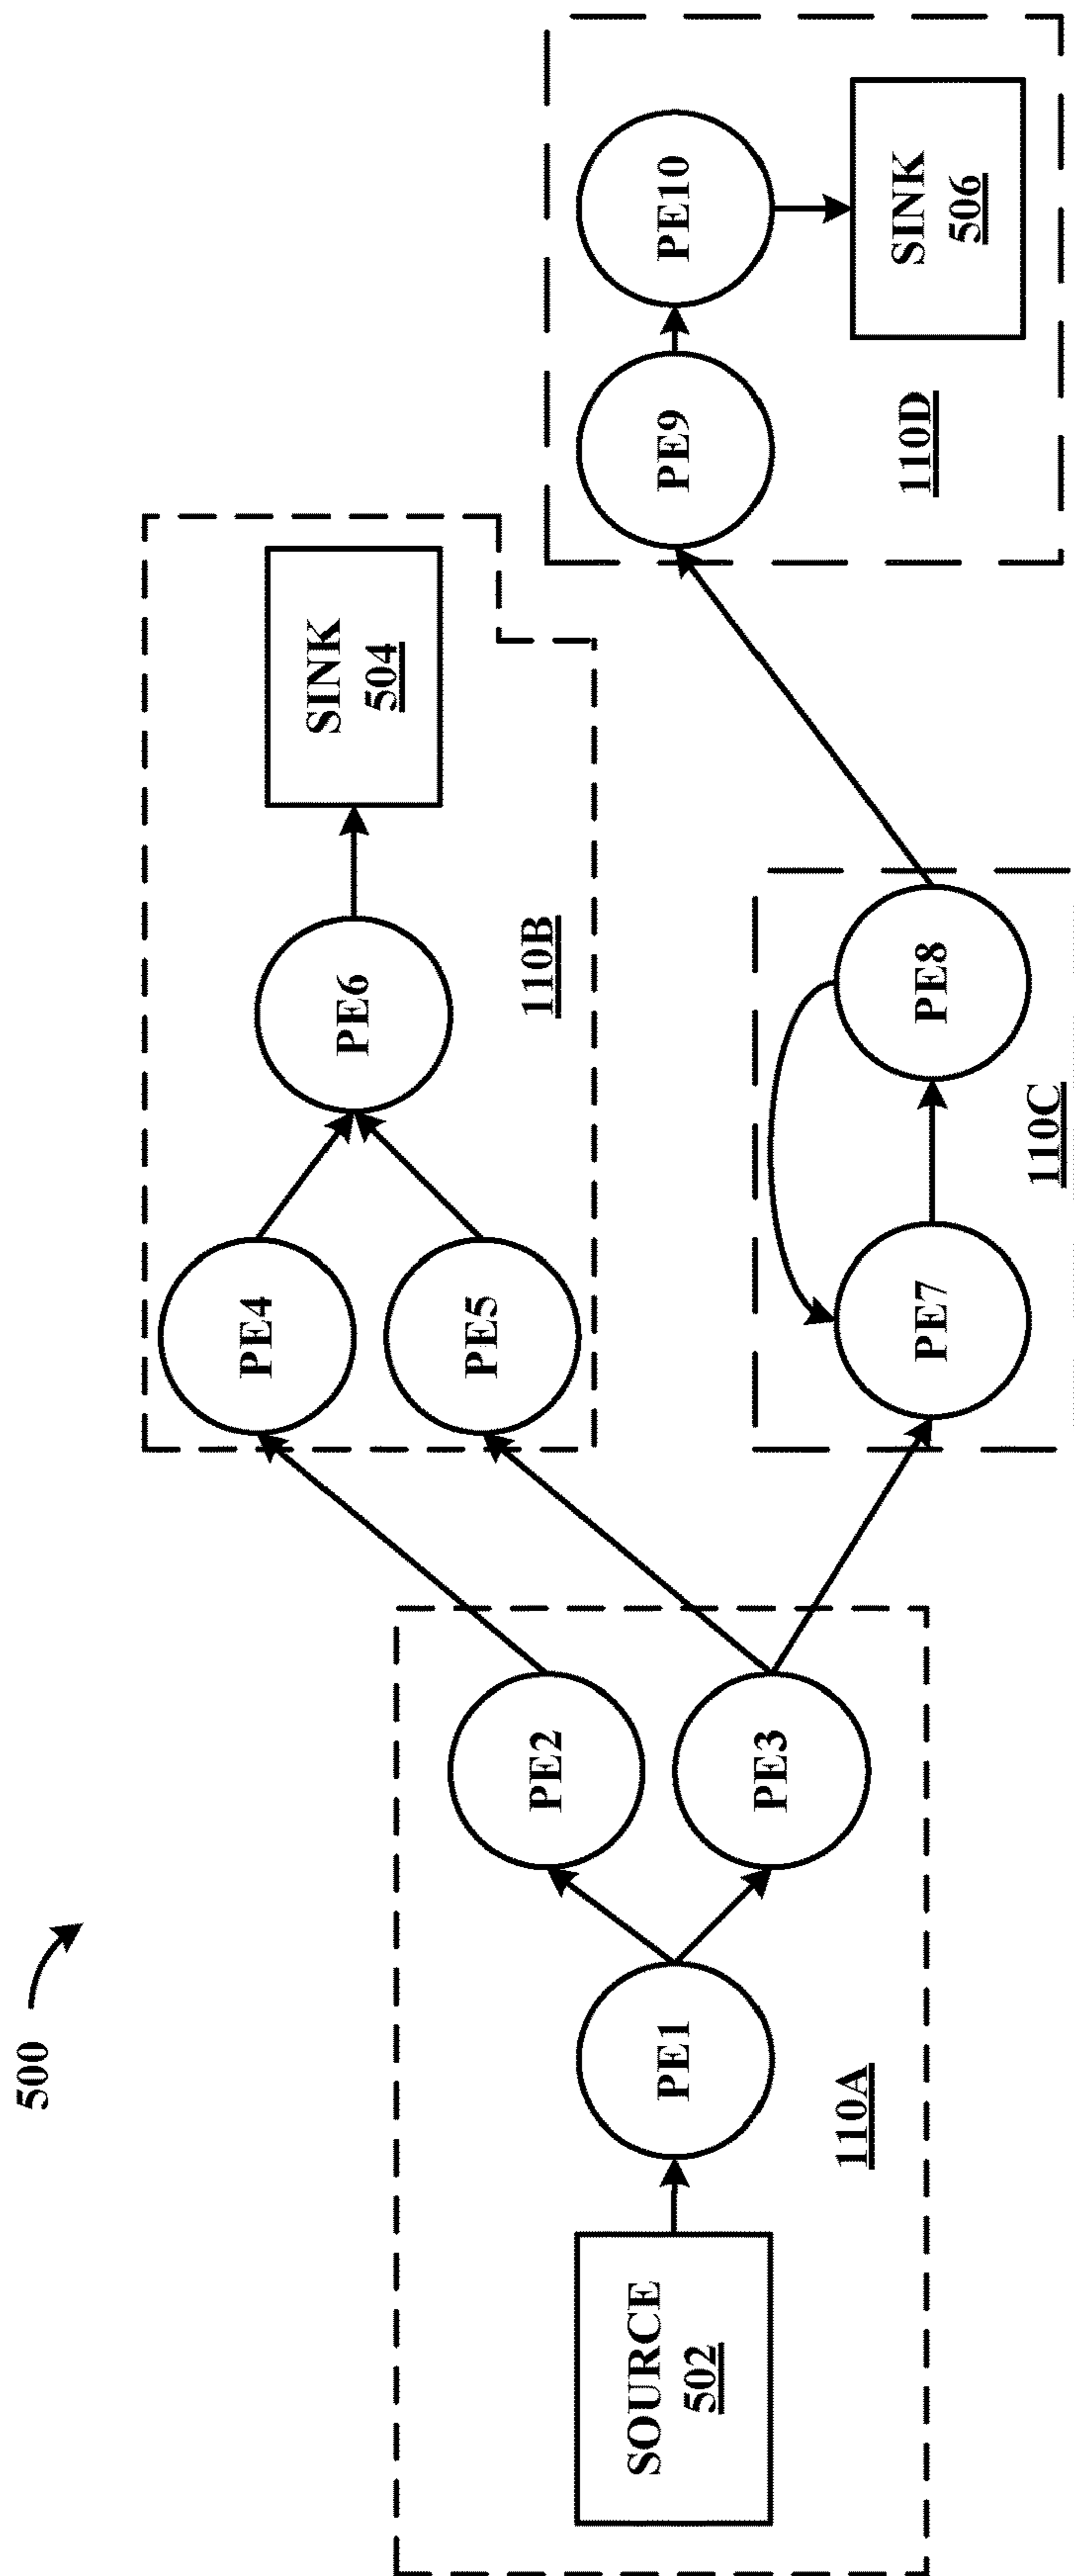 500
SOURCE
502
PE1
PE2
PE3
110A
PE4
PE5
PE6
SINK
504
110B
PE7
PE8
110C
PE9
PE10
SINK
506
110D